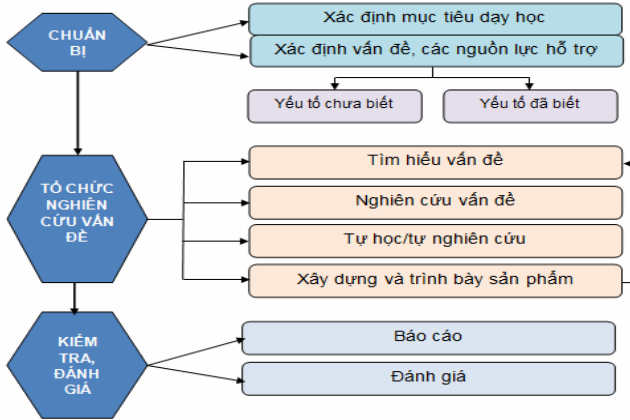 CHUẨN
BỊ
Xác định mục tiêu dạy học
Xác định vấn đề, các nguồn lực hỗ trợ
Yếu tố chưa biết
Yếu tố đã biết
TỔ CHỨC
NGHIÊN
CỨU VẤN
ĐỀ
Tìm hiểu vấn đề
Nghiên cứu vấn đề
Tự học/tự nghiên cứu
Xây dựng và trình bày sản phẩm
KIỂM
TRA,
ĐÁNH
GIÁ
Báo cáo
Đánh giá